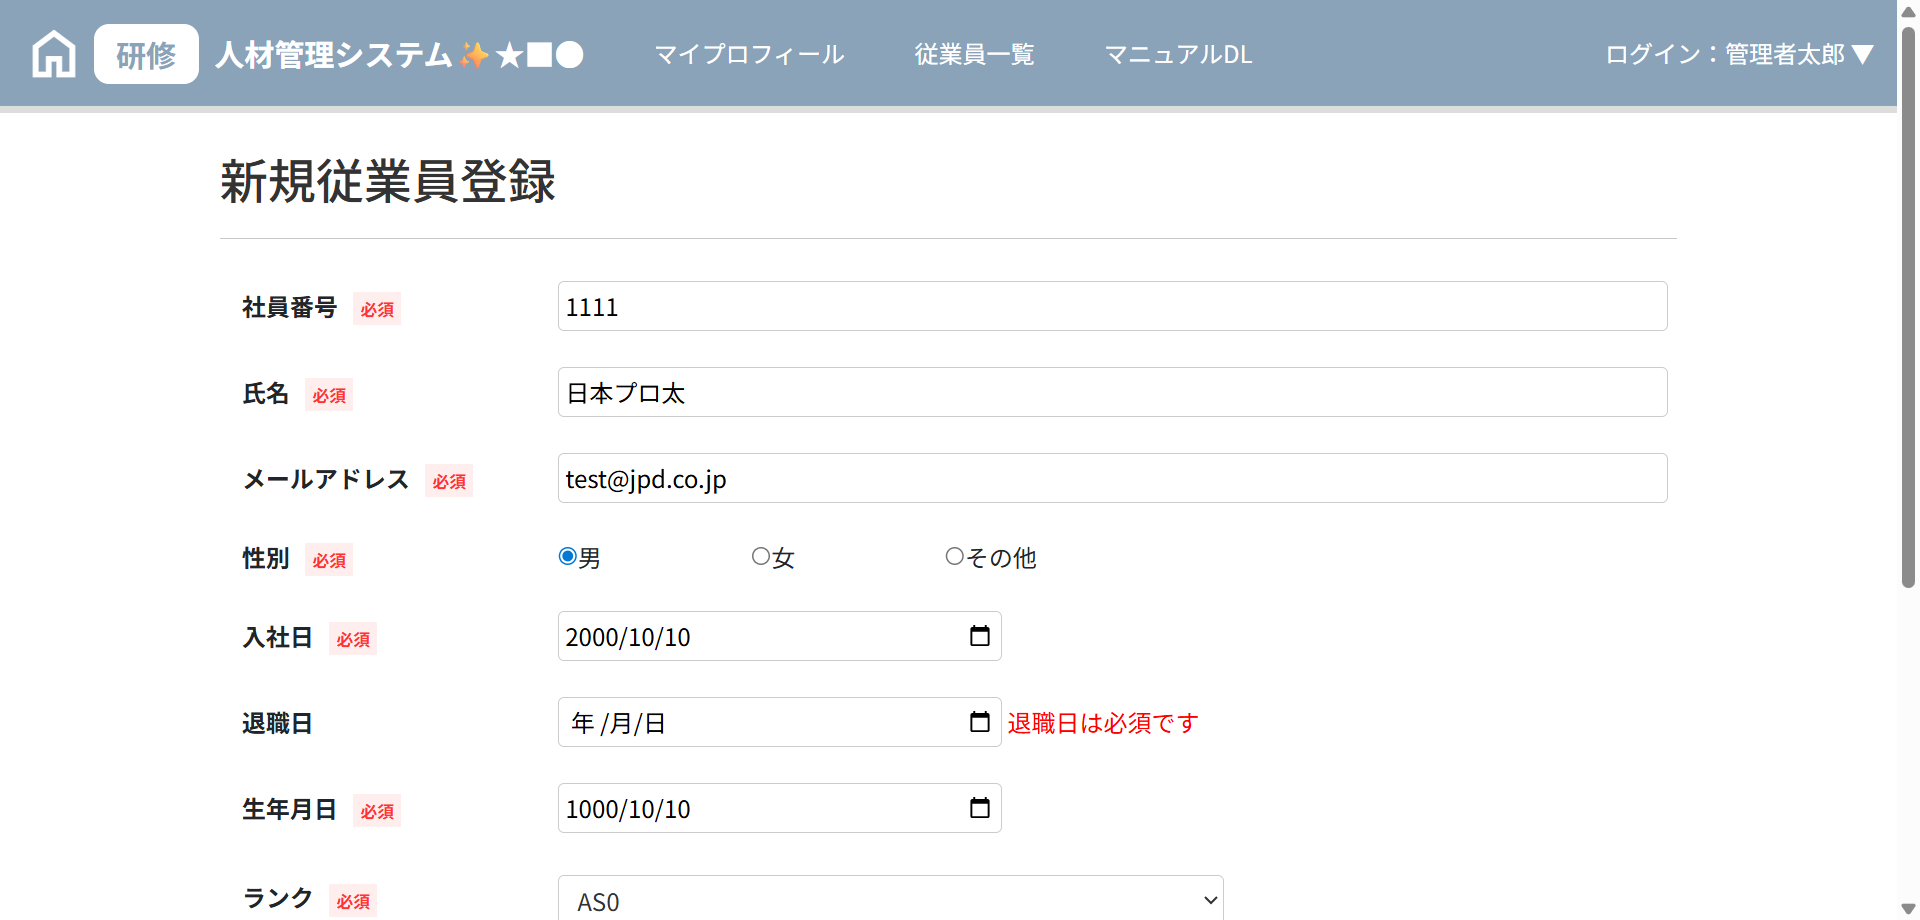 研修 人材管理システム✨★■● マイプロフィール 従業員一覧 マニュアルDL ログイン：管理者太郎▼
新規従業員登録
社員番号 必須 1111
氏名 必須 日本プロ太
メールアドレス 必須 test@jpd.co.jp
性別 必須 男 女 その他
入社日 必須 2000/10/10
退職日 年 /月/日 退職日は必須です
生年月日 必須 1000/10/10
ランク 必須 AS0